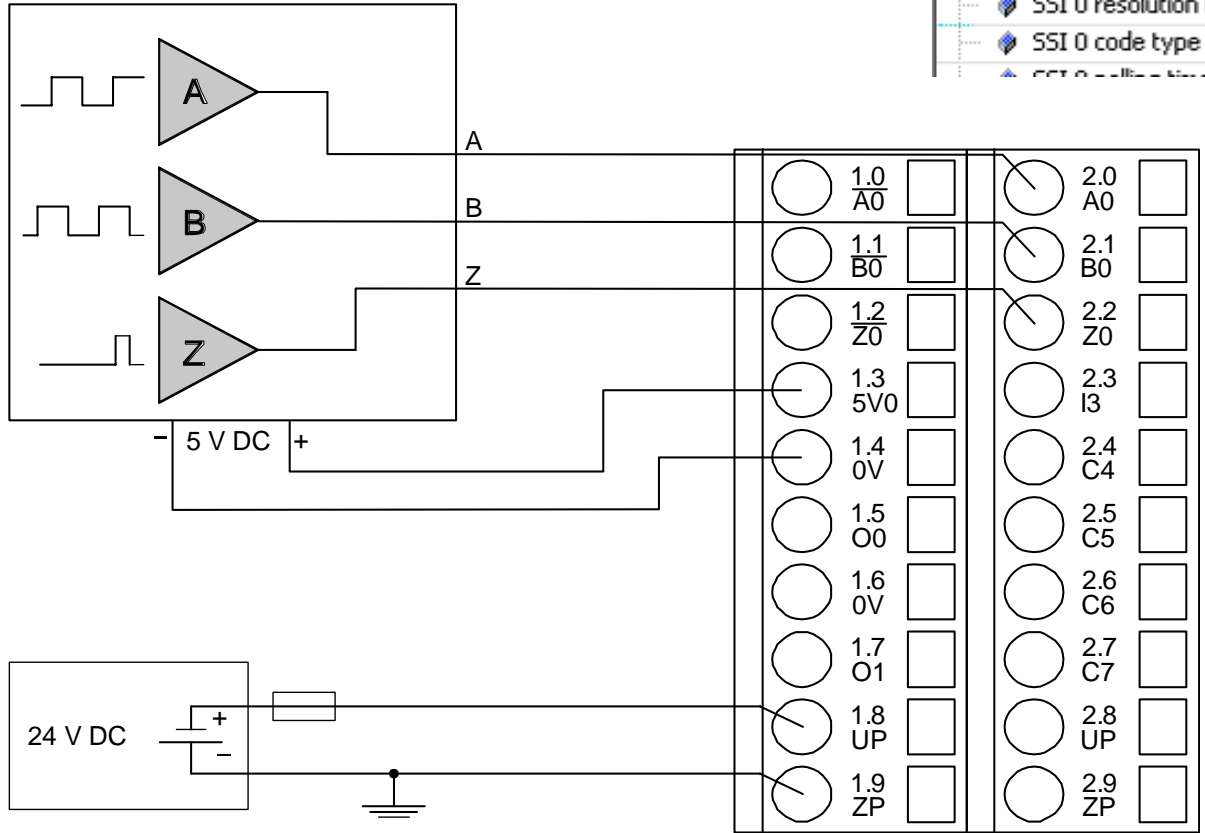 SSI 0 resolution
SSI 0 code type
A
B
Z
A
B
Z
− 5 V DC +
24 V DC
+
−
1.0
A0
1.1
B0
1.2
Z0
1.3
5V0
1.4
0V
1.5
O0
1.6
0V
1.7
O1
1.8
UP
1.9
ZP
2.0
A0
2.1
B0
2.2
Z0
2.3
I3
2.4
C4
2.5
C5
2.6
C6
2.7
C7
2.8
UP
2.9
ZP